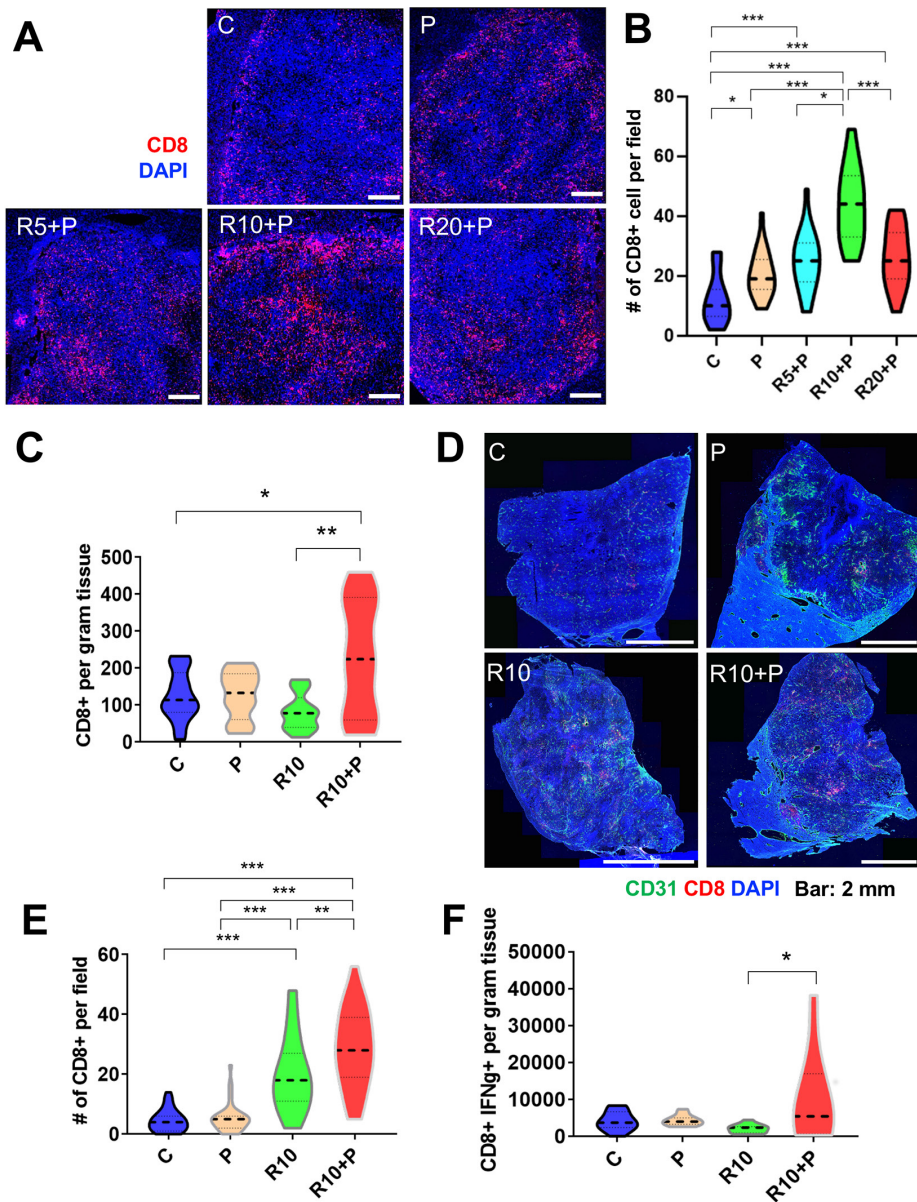 A
C
P
CD8
DAPI
R5+P
R10+P
R20+P
B
***
***
***
***
***
*
*
# of CD8+ cell per field
80
60
40
20
0
C
P
R5+P
R10+P
R20+P
C
*
**
CD8+ per gram tissue
500
400
300
200
100
0
C
P
R10
R10+P
D
C
P
R10
R10+P
CD31 CD8 DAPI Bar: 2 mm
E
***
***
***
**
***
# of CD8+ per field
60
40
20
0
C
P
R10
R10+P
F
*
CD8+ IFNg+ per gram tissue
50000
40000
30000
20000
10000
0
C
P
R10
R10+P